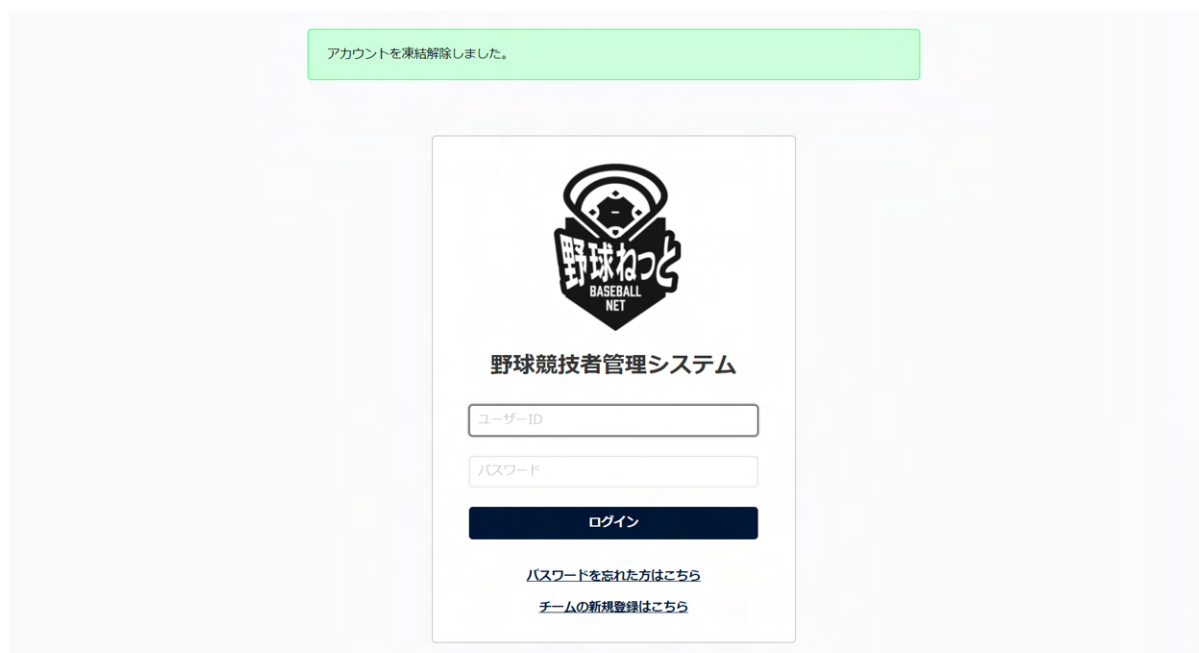 アカウントを凍結解除しました。
野球ねっと
BASEBALL
NET
野球競技者管理システム
ユーザーID
パスワード
ログイン
パスワードを忘れた方はこちら
チームの新規登録はこちら